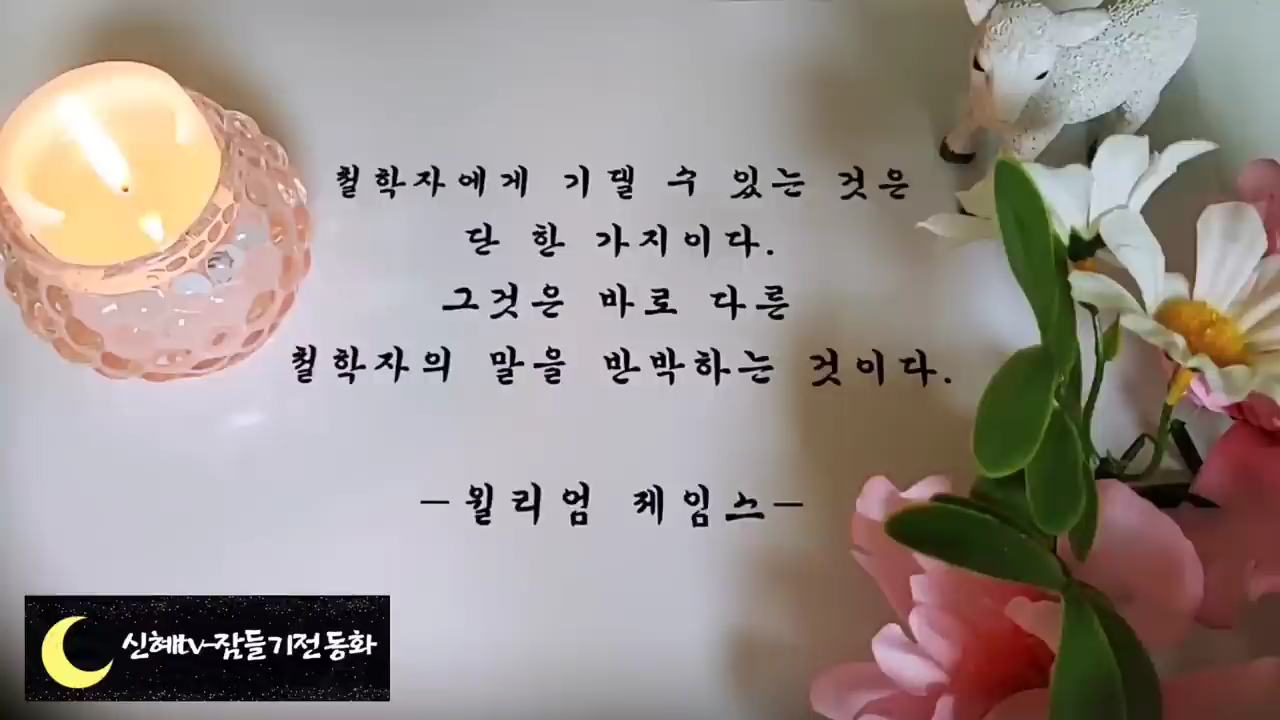 철학자에게 기댈 수 있는 것은
단 한 가지이다.
그것은 바로 다른
철학자의 말을 반박하는 것이다.
-윌리엄 제임스-
신혜tv-잠들기전 동화